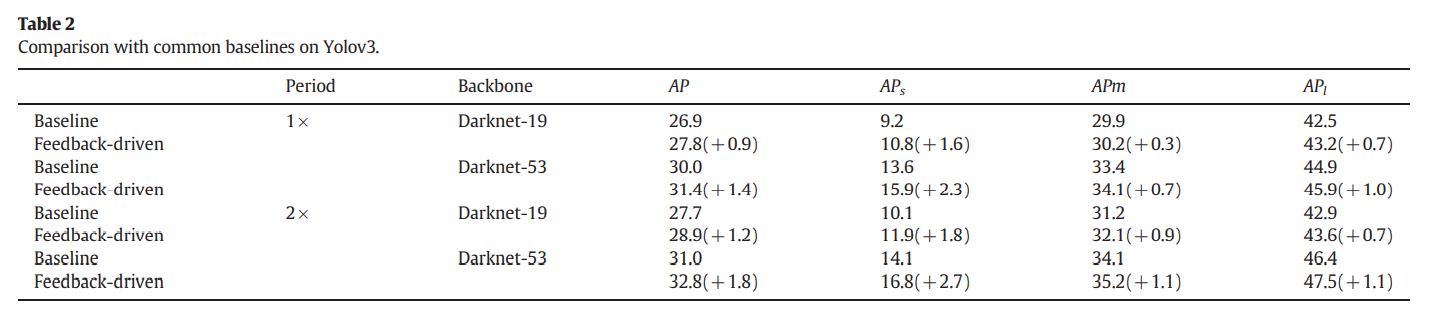 Table 2
Comparison with common baselines on Yolov3.
Period Backbone AP APs APm APl
Baseline 1× Darknet-19 26.9 9.2 29.9 42.5
Feedback-driven 27.8(+0.9) 10.8(+1.6) 30.2(+0.3) 43.2(+0.7)
Baseline Darknet-53 30.0 13.6 33.4 44.9
Feedback-driven 31.4(+1.4) 15.9(+2.3) 34.1(+0.7) 45.9(+1.0)
Baseline 2× Darknet-19 27.7 10.1 31.2 42.9
Feedback-driven 28.9(+1.2) 11.9(+1.8) 32.1(+0.9) 43.6(+0.7)
Baseline Darknet-53 31.0 14.1 34.1 46.4
Feedback-driven 32.8(+1.8) 16.8(+2.7) 35.2(+1.1) 47.5(+1.1)